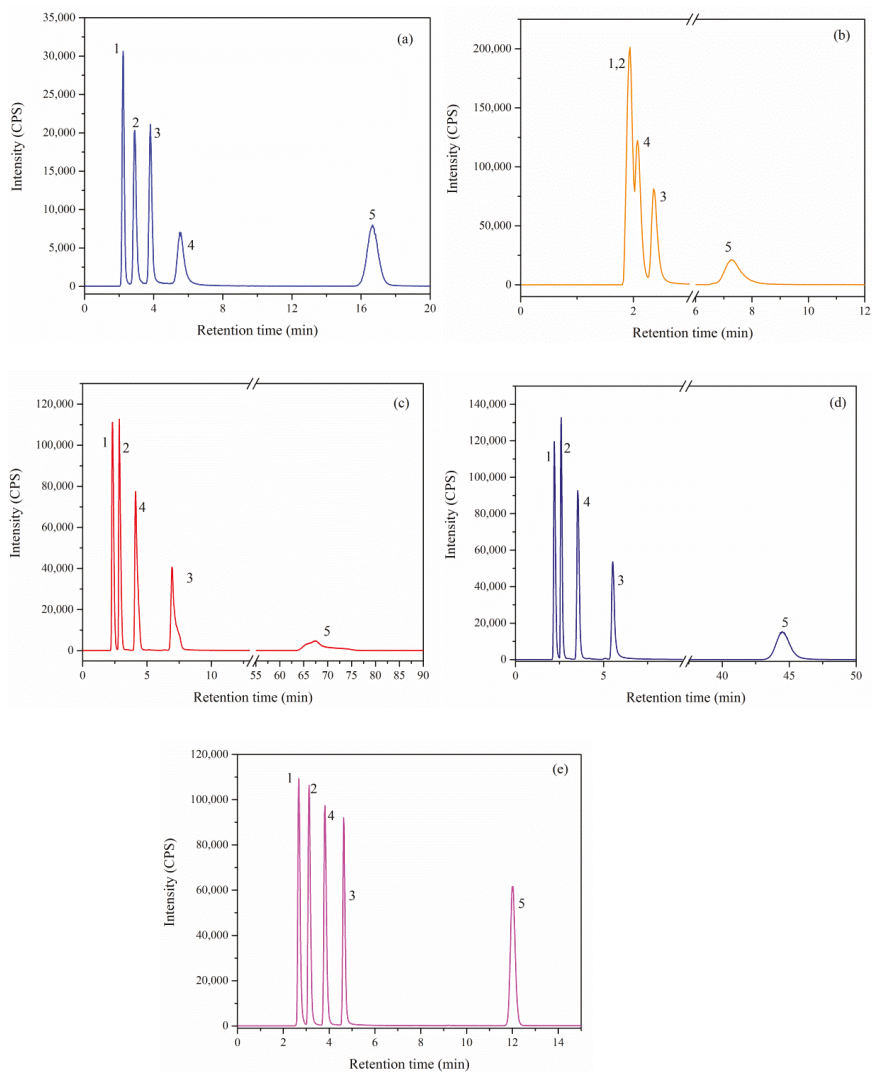 (a)
35,000
30,000
25,000
20,000
15,000
10,000
5,000
0
Intensity (CPS)
1
2
3
4
5
0 4 8 12 16 20
Retention time (min)
(b)
200,000
150,000
100,000
50,000
0
Intensity (CPS)
1,2
4
3
5
0 2 6 8 10 12
Retention time (min)
(c)
120,000
100,000
80,000
60,000
40,000
20,000
0
Intensity (CPS)
1
2
4
3
5
0 5 10 55 60 65 70 75 80 85 90
Retention time (min)
(d)
140,000
120,000
100,000
80,000
60,000
40,000
20,000
0
Intensity (CPS)
1
2
4
3
5
0 5 40 45 50
Retention time (min)
(e)
120,000
100,000
80,000
60,000
40,000
20,000
0
Intensity (CPS)
1
2
4
3
5
0 2 4 6 8 10 12 14
Retention time (min)